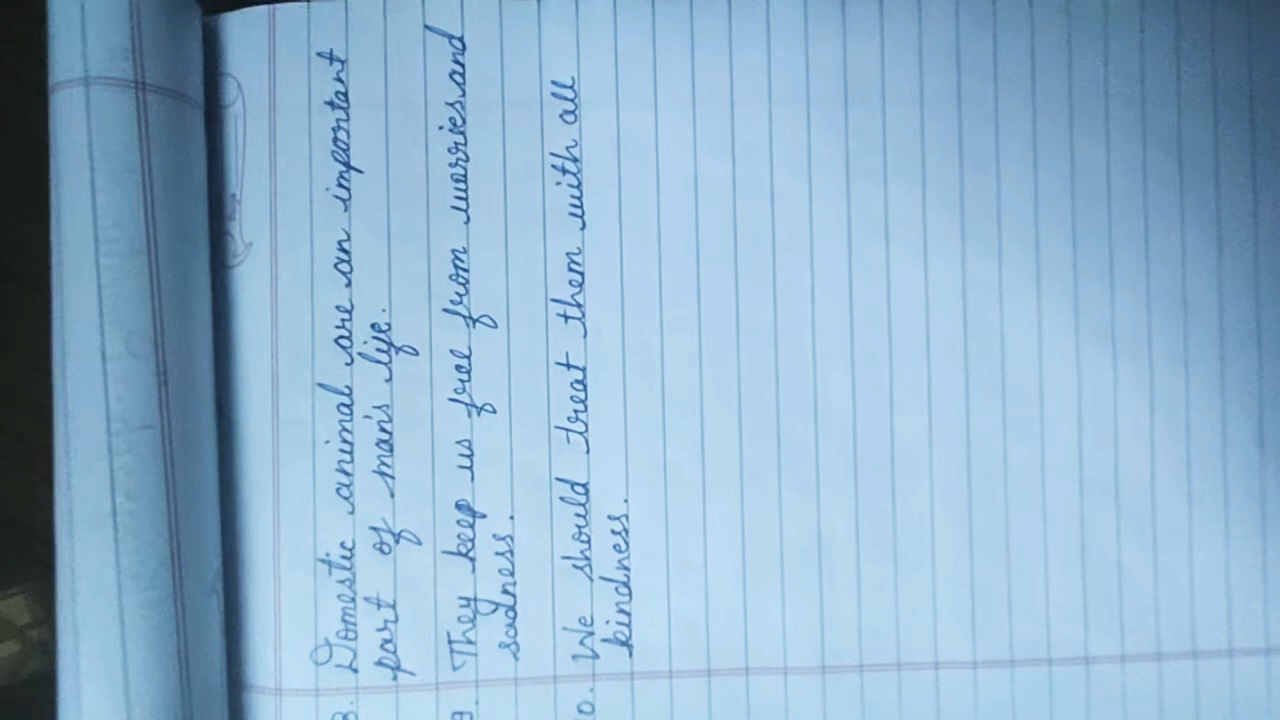 8. Domestic animal are an important
part of man's life.
9. They keep us free from worries and
sadness.
10. We should treat them with all
kindness.